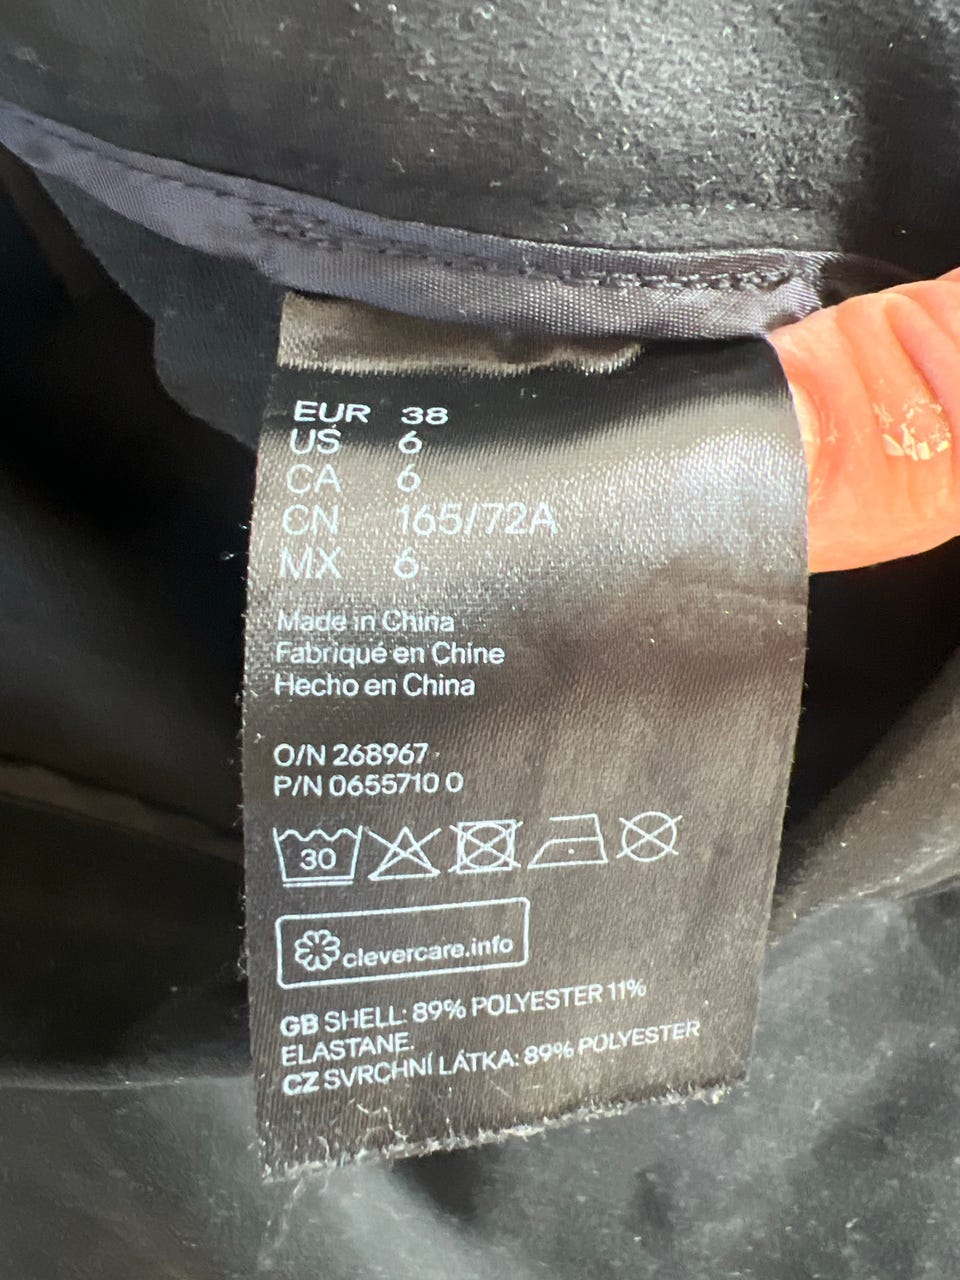 EUR 38
US 6
CA 6
CN 165/72A
MX 6
Made in China
Fabriqué en Chine
Hecho en China
O/N 268967
P/N 0655710 0
30
clevercare.info
GB SHELL: 89% POLYESTER 11%
ELASTANE.
CZ SVRCHNÍ LÁTKA: 89% POLYESTER